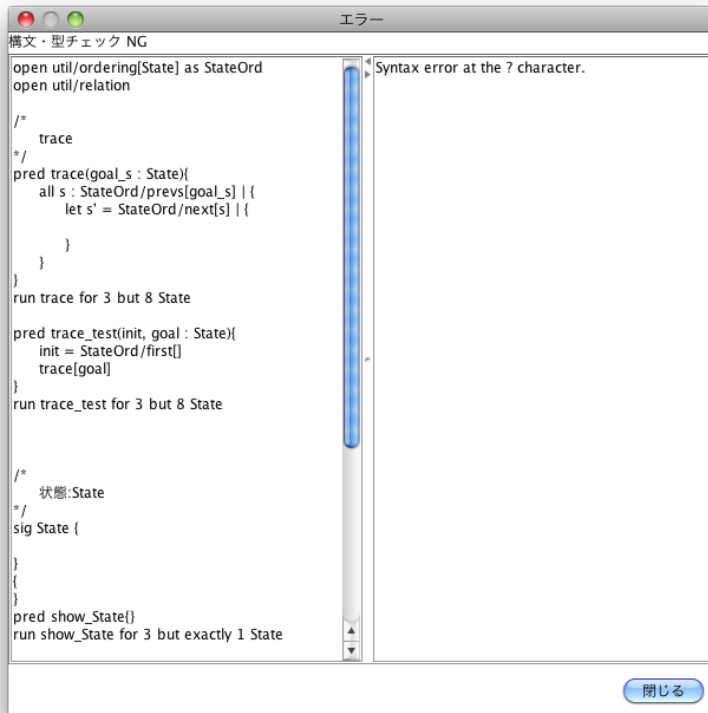 エラー
構文・型チェック NG
open util/ordering[State] as StateOrd
open util/relation
/*
trace
*/
pred trace(goal_s : State){
all s : StateOrd/prevs[goal_s] | {
let s' = StateOrd/next[s] | {
}
}
}
run trace for 3 but 8 State
pred trace_test(init, goal : State){
init = StateOrd/first[]
trace[goal]
}
run trace_test for 3 but 8 State
/*
状態:State
*/
sig State {
}
{
}
pred show_State{}
run show_State for 3 but exactly 1 State
Syntax error at the ? character.
閉じる